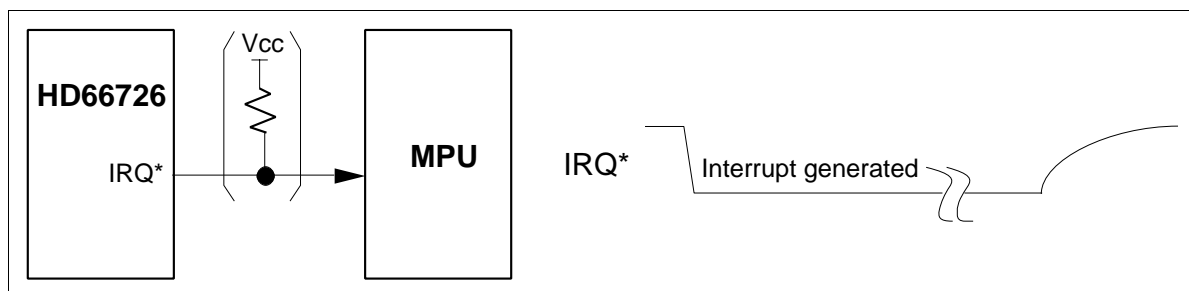 Vcc
HD66726
IRQ*
MPU
IRQ*
Interrupt generated